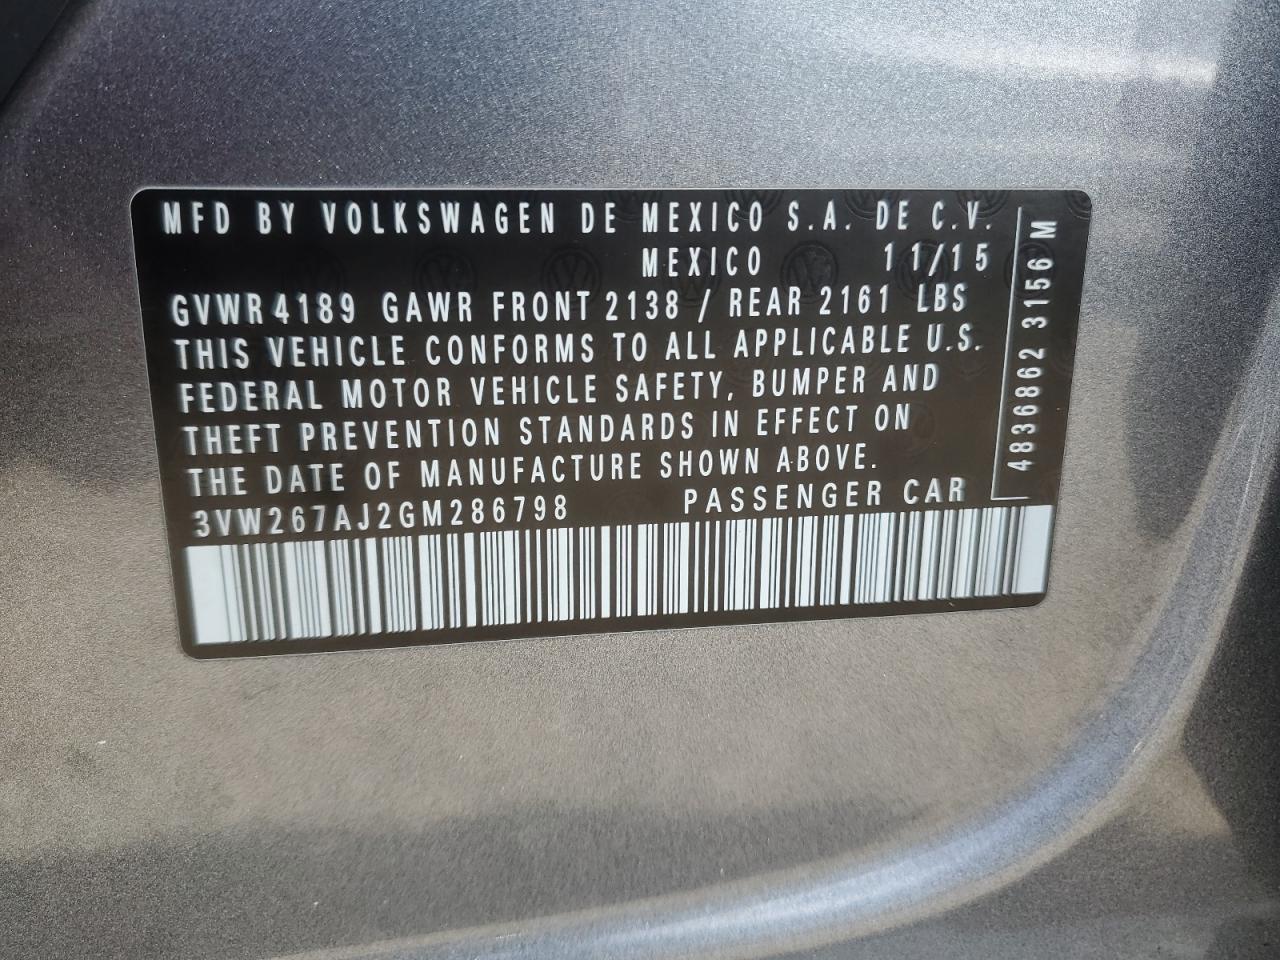 MFD BY VOLKSWAGEN DE MEXICO S.A. DE C.V.
MEXICO 11/15
GVWR 4189 GAWR FRONT 2138 / REAR 2161 LBS
THIS VEHICLE CONFORMS TO ALL APPLICABLE U.S.
FEDERAL MOTOR VEHICLE SAFETY, BUMPER AND
THEFT PREVENTION STANDARDS IN EFFECT ON
THE DATE OF MANUFACTURE SHOWN ABOVE.
3VW267AJ2GM286798 PASSENGER CAR
4836862 3156 M